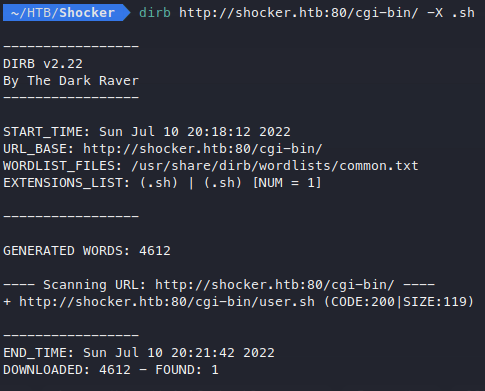 ~/HTB/Shocker dirb http://shocker.htb:80/cgi-bin/ -X .sh
-----------------
DIRB v2.22
By The Dark Raver
-----------------
START_TIME: Sun Jul 10 20:18:12 2022
URL_BASE: http://shocker.htb:80/cgi-bin/
WORDLIST_FILES: /usr/share/dirb/wordlists/common.txt
EXTENSIONS_LIST: (.sh) | (.sh) [NUM = 1]
-----------------
GENERATED WORDS: 4612
---- Scanning URL: http://shocker.htb:80/cgi-bin/ ----
+ http://shocker.htb:80/cgi-bin/user.sh (CODE:200|SIZE:119)
-----------------
END_TIME: Sun Jul 10 20:21:42 2022
DOWNLOADED: 4612 - FOUND: 1